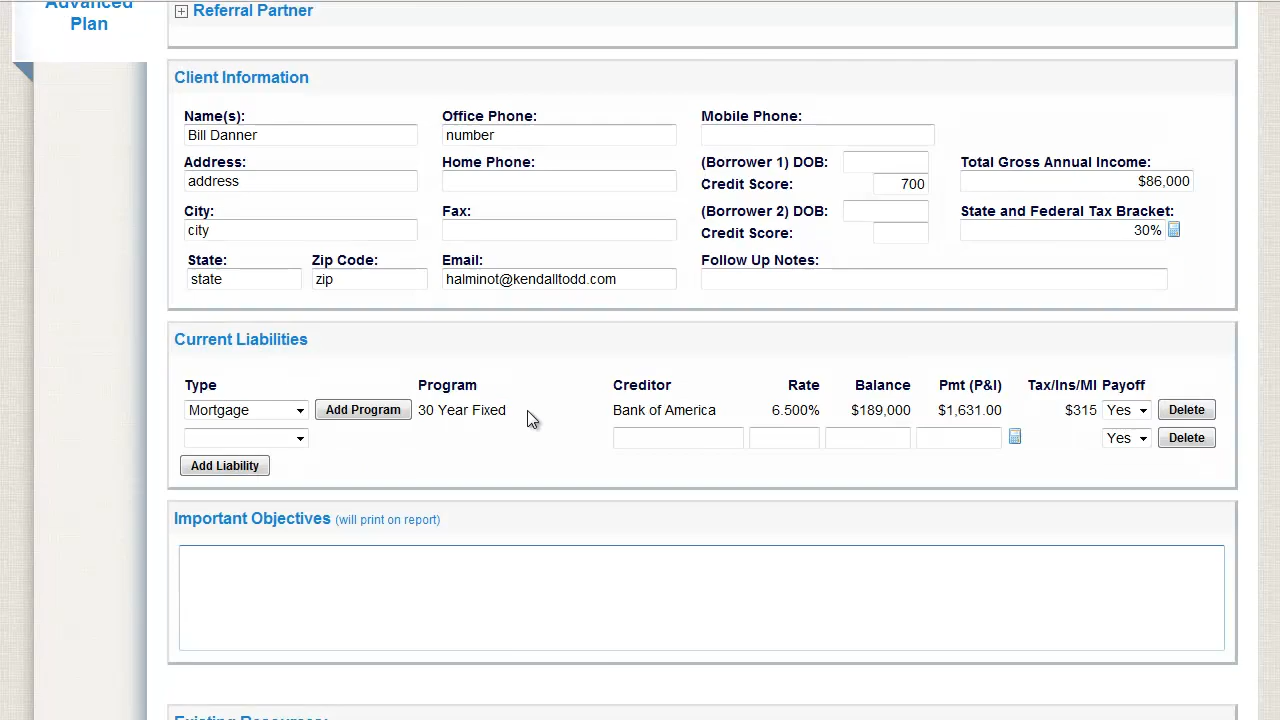 Advanced
Plan
Referral Partner
Client Information
Name(s): Office Phone: Mobile Phone:
Bill Danner number
Address: Home Phone: (Borrower 1) DOB: Total Gross Annual Income:
address Credit Score: 700 $86,000
City: Fax: (Borrower 2) DOB: State and Federal Tax Bracket:
city Credit Score: 30%
State: Zip Code: Email: Follow Up Notes:
state zip halminot@kendalltodd.com
Current Liabilities
Type Program Creditor Rate Balance Pmt (P&I) Tax/Ins/MI Payoff
Mortgage Add Program 30 Year Fixed Bank of America 6.500% $189,000 $1,631.00 $315 Yes Delete
Yes Delete
Add Liability
Important Objectives (will print on report)
Existing Resources: